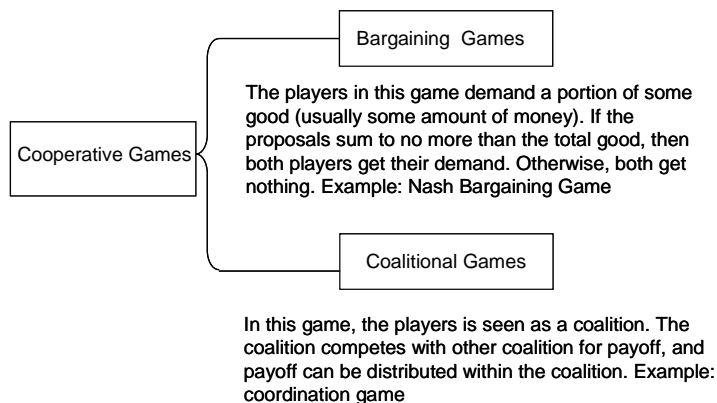 Bargaining Games
The players in this game demand a portion of some
good (usually some amount of money). If the
proposals sum to no more than the total good, then
both players get their demand. Otherwise, both get
nothing. Example: Nash Bargaining Game
Cooperative Games
Coalitional Games
In this game, the players is seen as a coalition. The
coalition competes with other coalition for payoff, and
payoff can be distributed within the coalition. Example:
coordination game